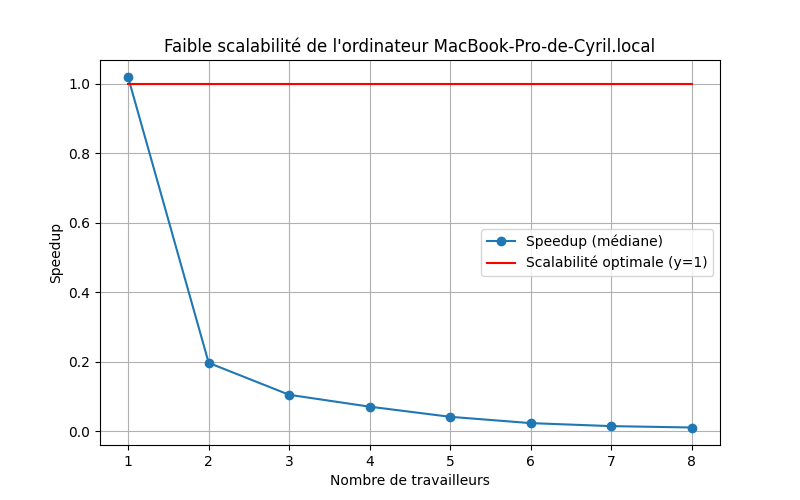 Faible scalabilité de l'ordinateur MacBook-Pro-de-Cyril.local
Speedup
1.0
0.8
0.6
0.4
0.2
0.0
Speedup (médiane)
Scalabilité optimale (y=1)
1 2 3 4 5 6 7 8
Nombre de travailleurs